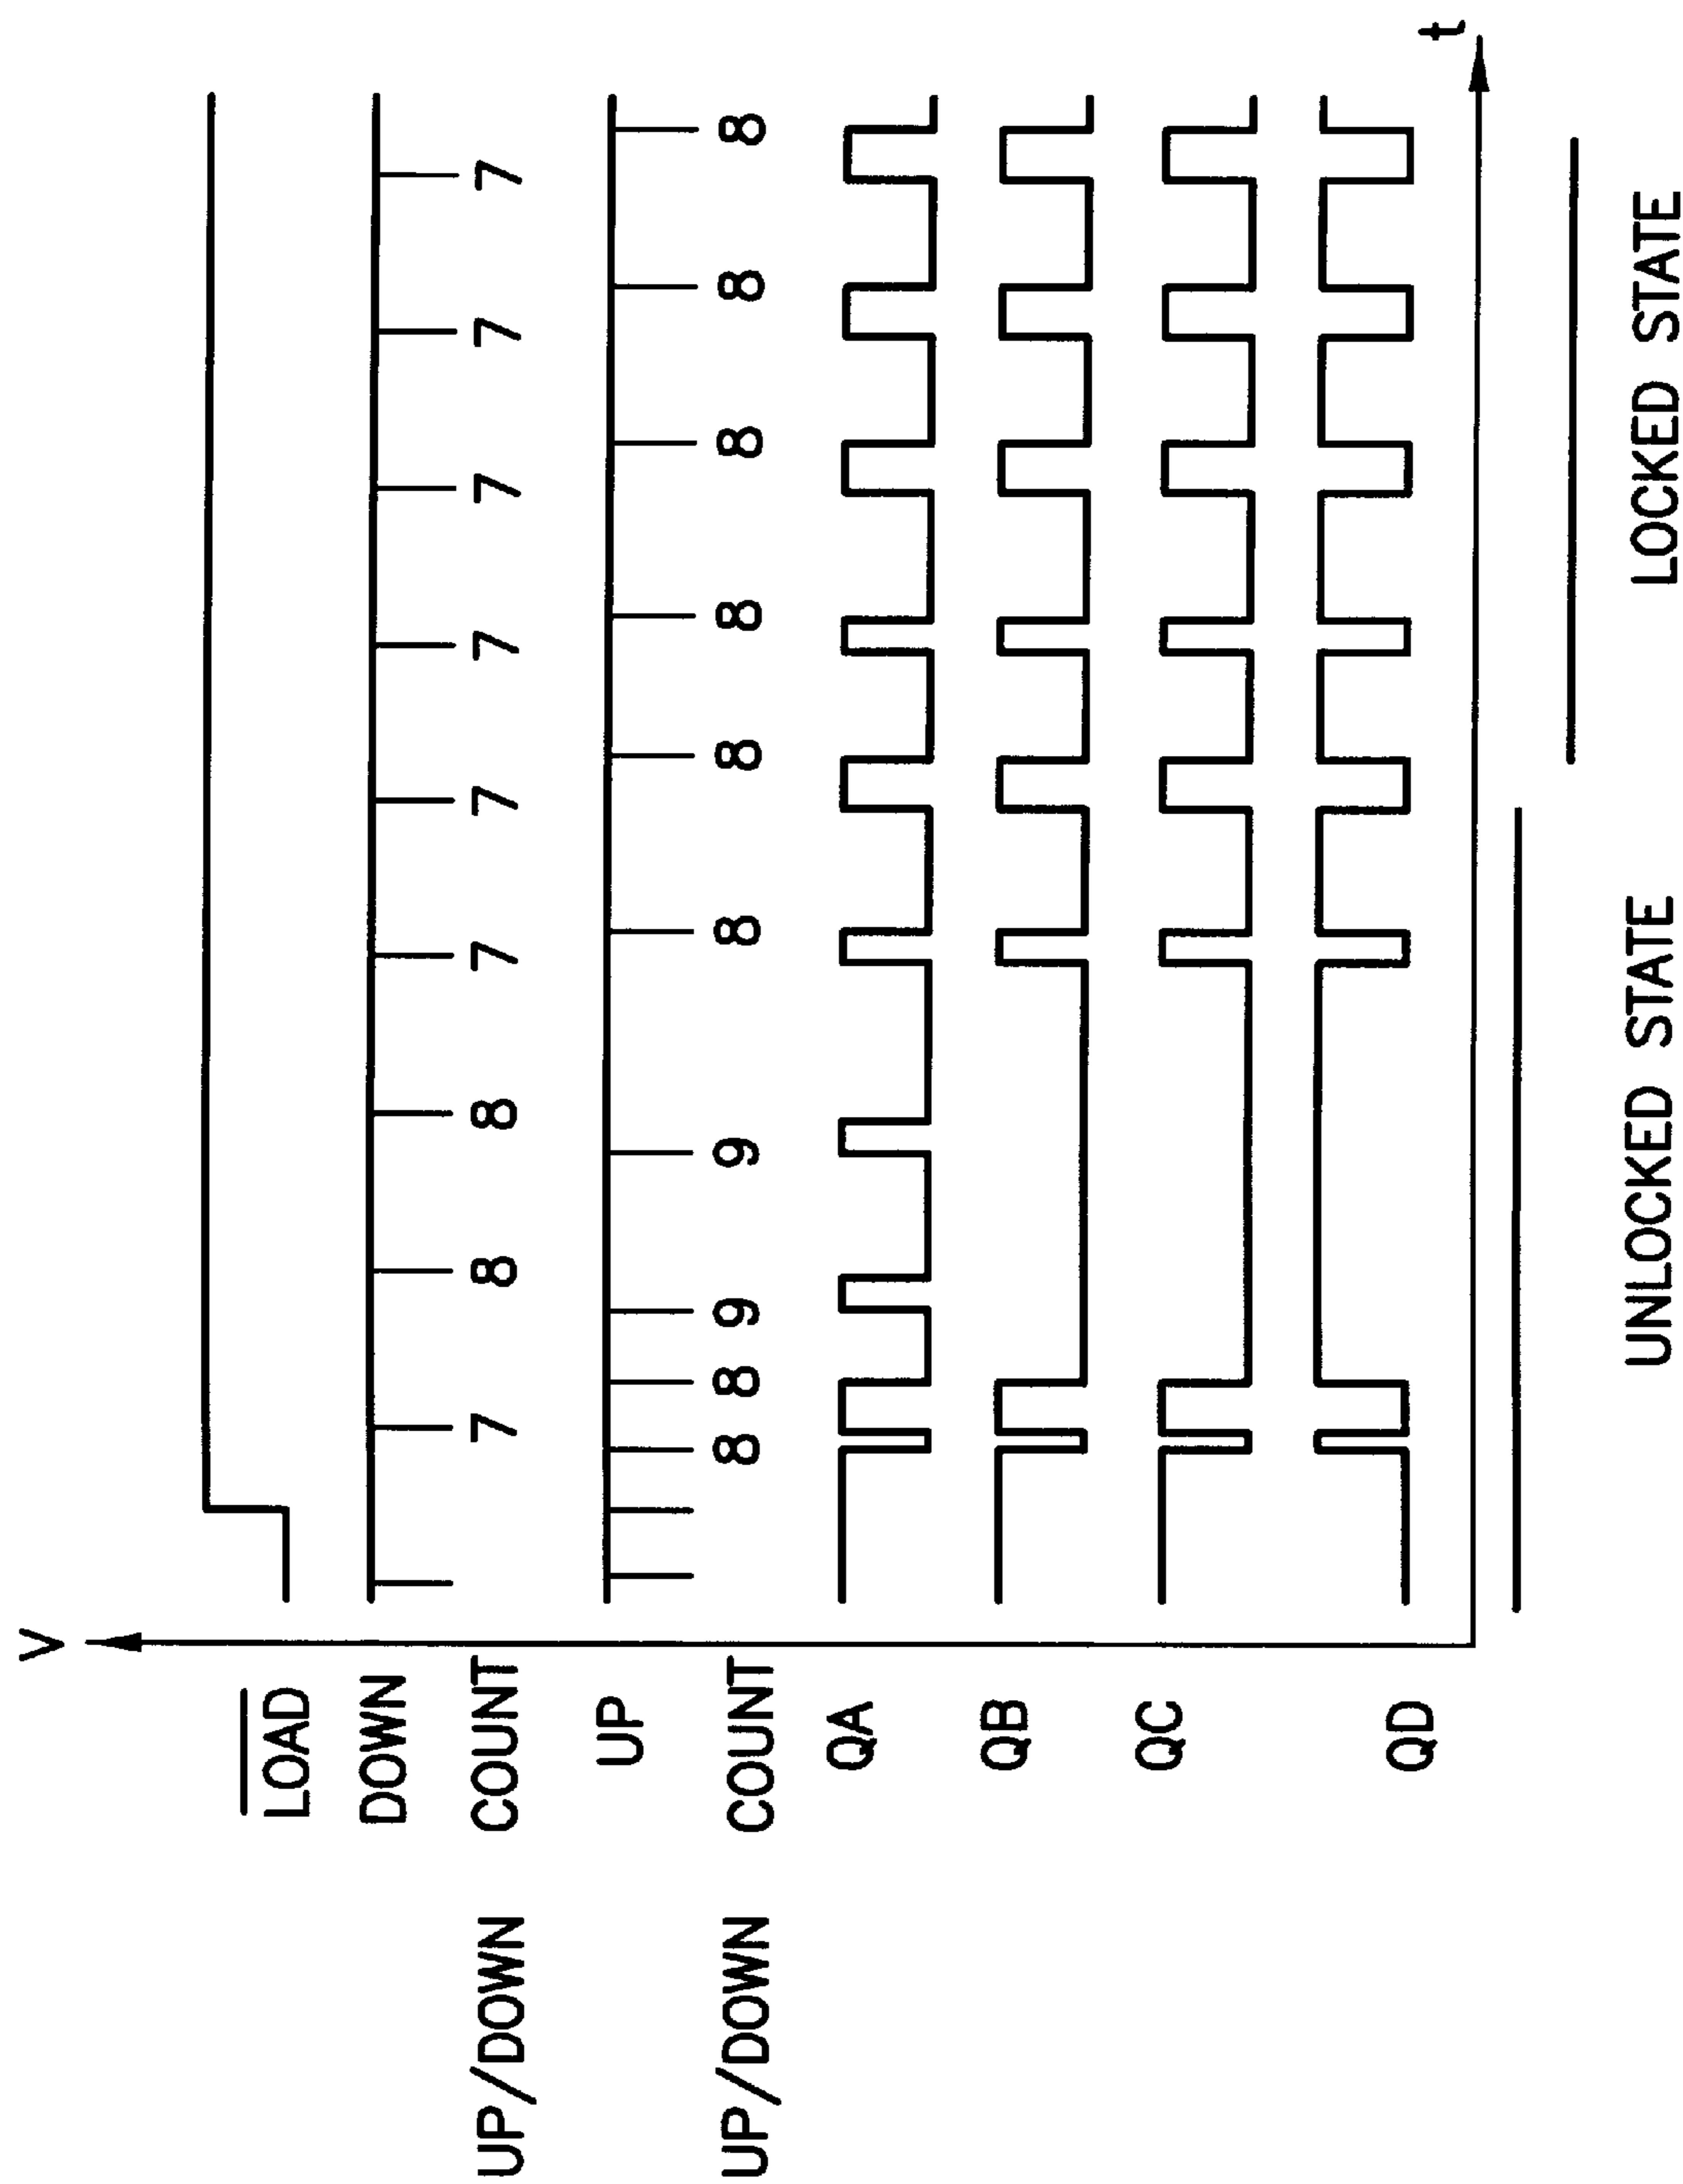 V
LOAD
DOWN
UP/DOWN COUNT 7 8 8 7 7 7 7 7 7
UP
UP/DOWN COUNT 8 8 9 9 8 8 8 8 8 8
QA
QB
QC
QD
t
UNLOCKED STATE
LOCKED STATE